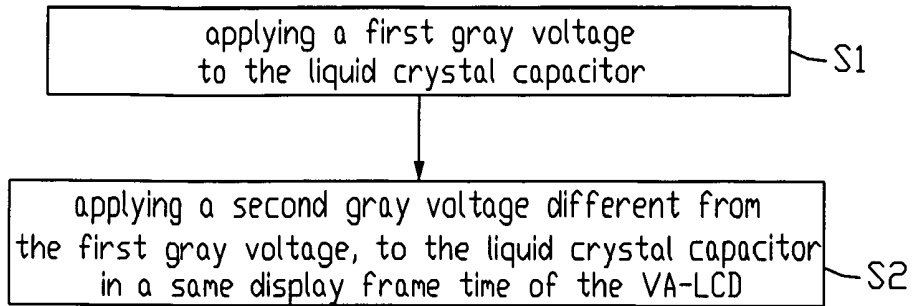 applying a first gray voltage
to the liquid crystal capacitor
S1
applying a second gray voltage different from
the first gray voltage, to the liquid crystal capacitor
in a same display frame time of the VA-LCD
S2